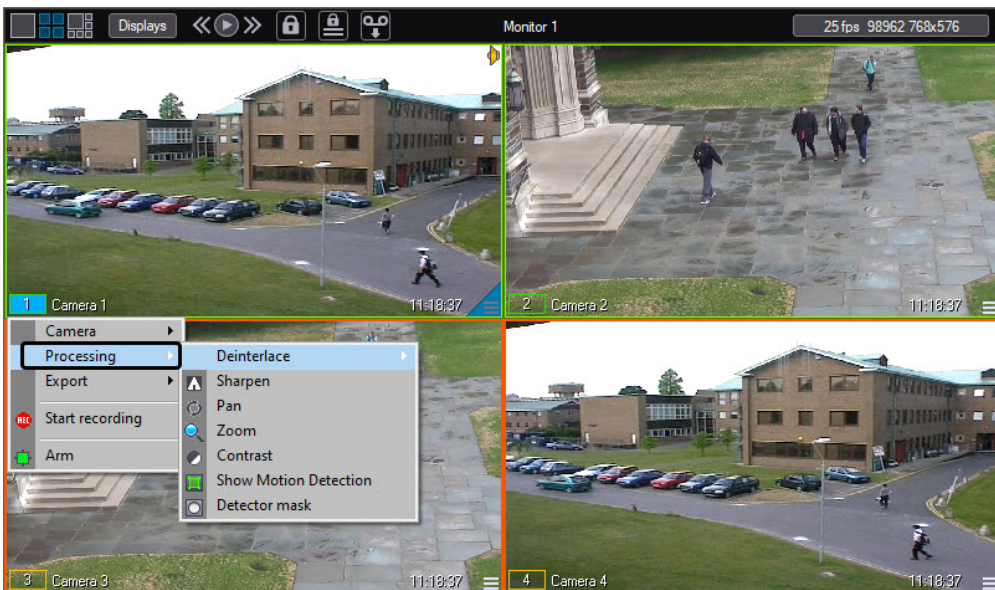 Displays
Monitor 1
25 fps 98962 768x576
1 Camera 1 11:18:37
2 Camera 2 11:18:37
Camera
Processing
Export
REC Start recording
Arm
Deinterlace
Sharpen
Pan
Zoom
Contrast
Show Motion Detection
Detector mask
3 Camera 3 11:18:37
4 Camera 4 11:18:37